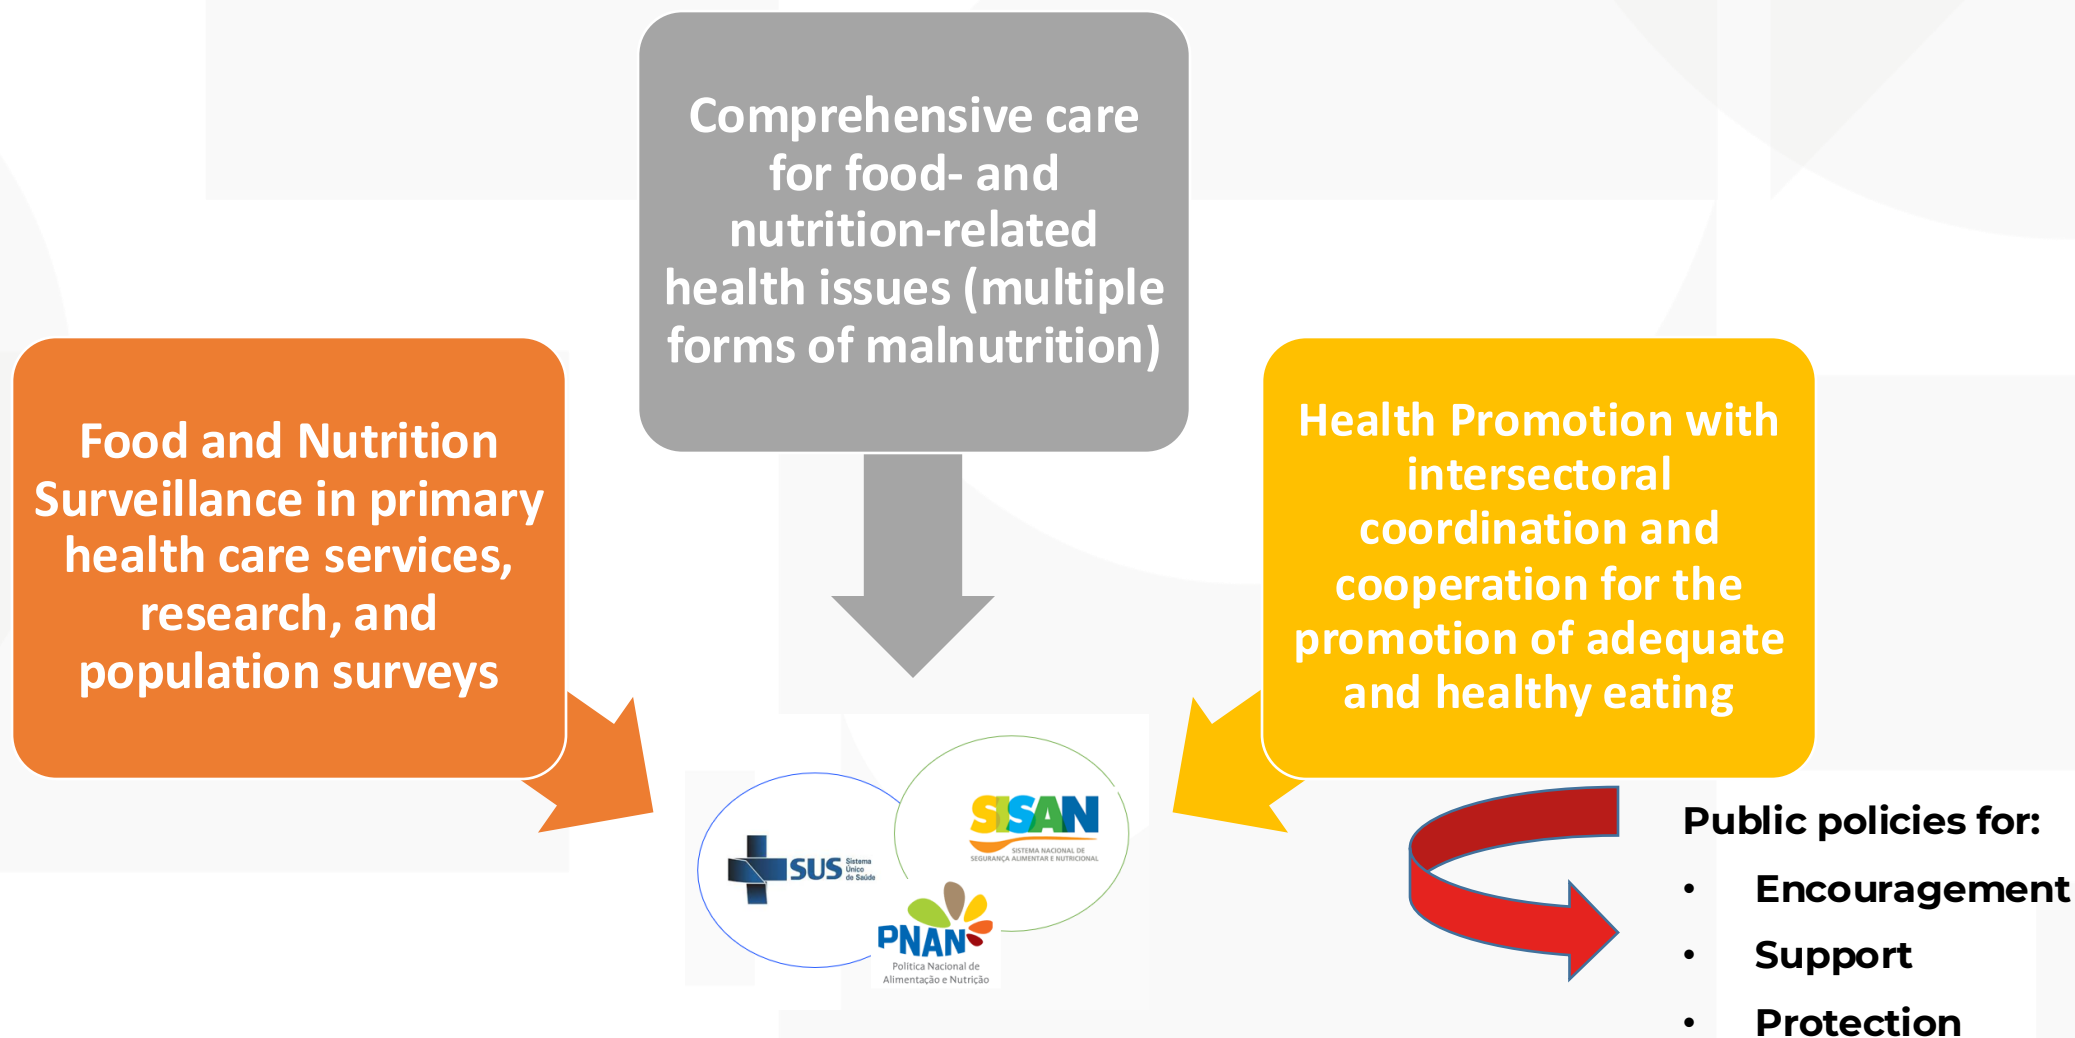 Comprehensive care
for food- and
nutrition-related
health issues (multiple
forms of malnutrition)
Food and Nutrition
Surveillance in primary
health care services,
research, and
population surveys
Health Promotion with
intersectoral
coordination and
cooperation for the
promotion of adequate
and healthy eating
SUS
Sistema
Único
de Saúde
SISAN
SISTEMA NACIONAL DE
SEGURANÇA ALIMENTAR E NUTRICIONAL
PNAN
Política Nacional de
Alimentação e Nutrição
Public policies for:
• Encouragement
• Support
• Protection